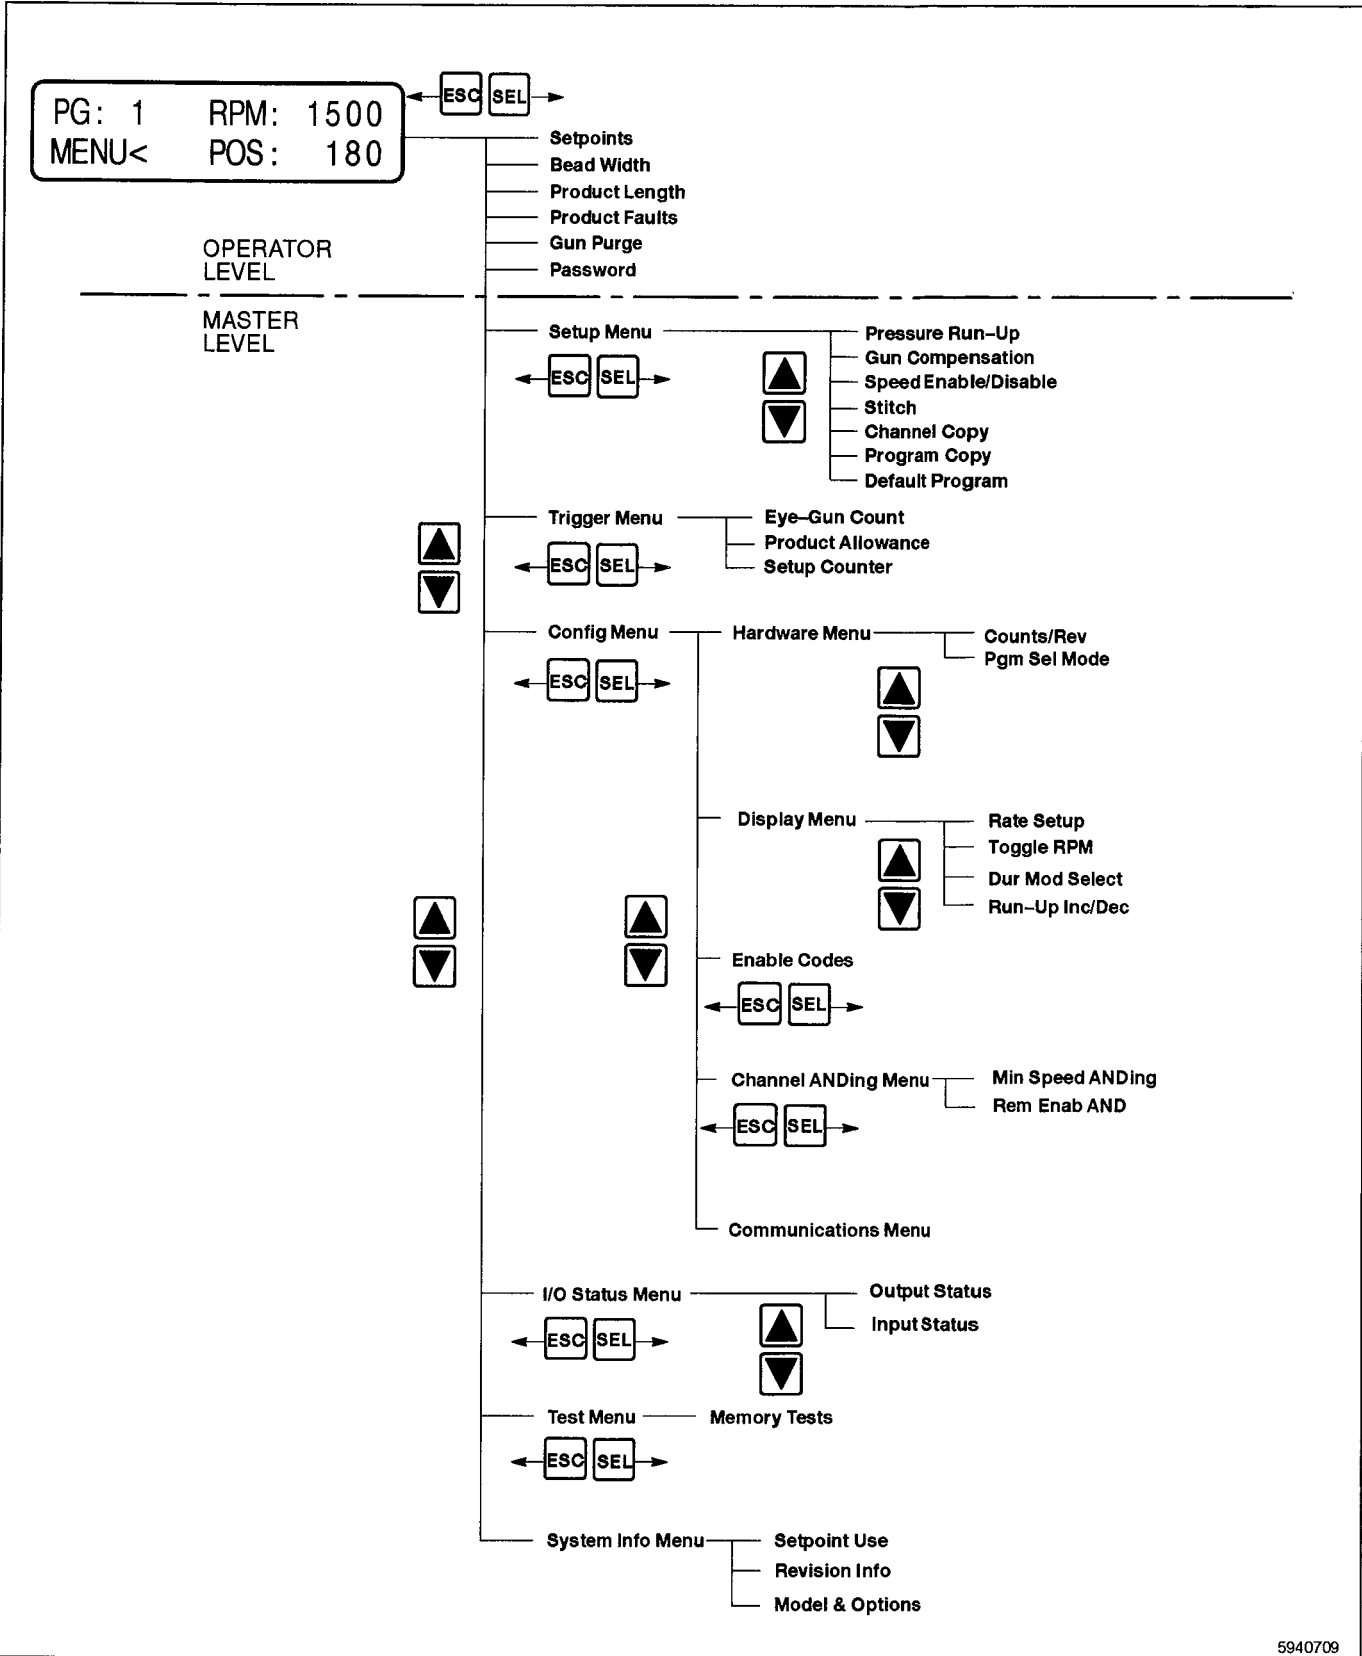 PG: 1 RPM: 1500
MENU< POS: 180
ESC SEL
Setpoints
Bead Width
Product Length
Product Faults
Gun Purge
Password
OPERATOR
LEVEL
MASTER
LEVEL
Setup Menu
ESC SEL
Pressure Run–Up
Gun Compensation
Speed Enable/Disable
Stitch
Channel Copy
Program Copy
Default Program
Trigger Menu
ESC SEL
Eye–Gun Count
Product Allowance
Setup Counter
Config Menu
ESC SEL
Hardware Menu
Counts/Rev
Pgm Sel Mode
Display Menu
Rate Setup
Toggle RPM
Dur Mod Select
Run–Up Inc/Dec
Enable Codes
ESC SEL
Channel ANDing Menu
ESC SEL
Min Speed ANDing
Rem Enab AND
Communications Menu
I/O Status Menu
ESC SEL
Output Status
Input Status
Test Menu
ESC SEL
Memory Tests
System Info Menu
Setpoint Use
Revision Info
Model & Options
5940709